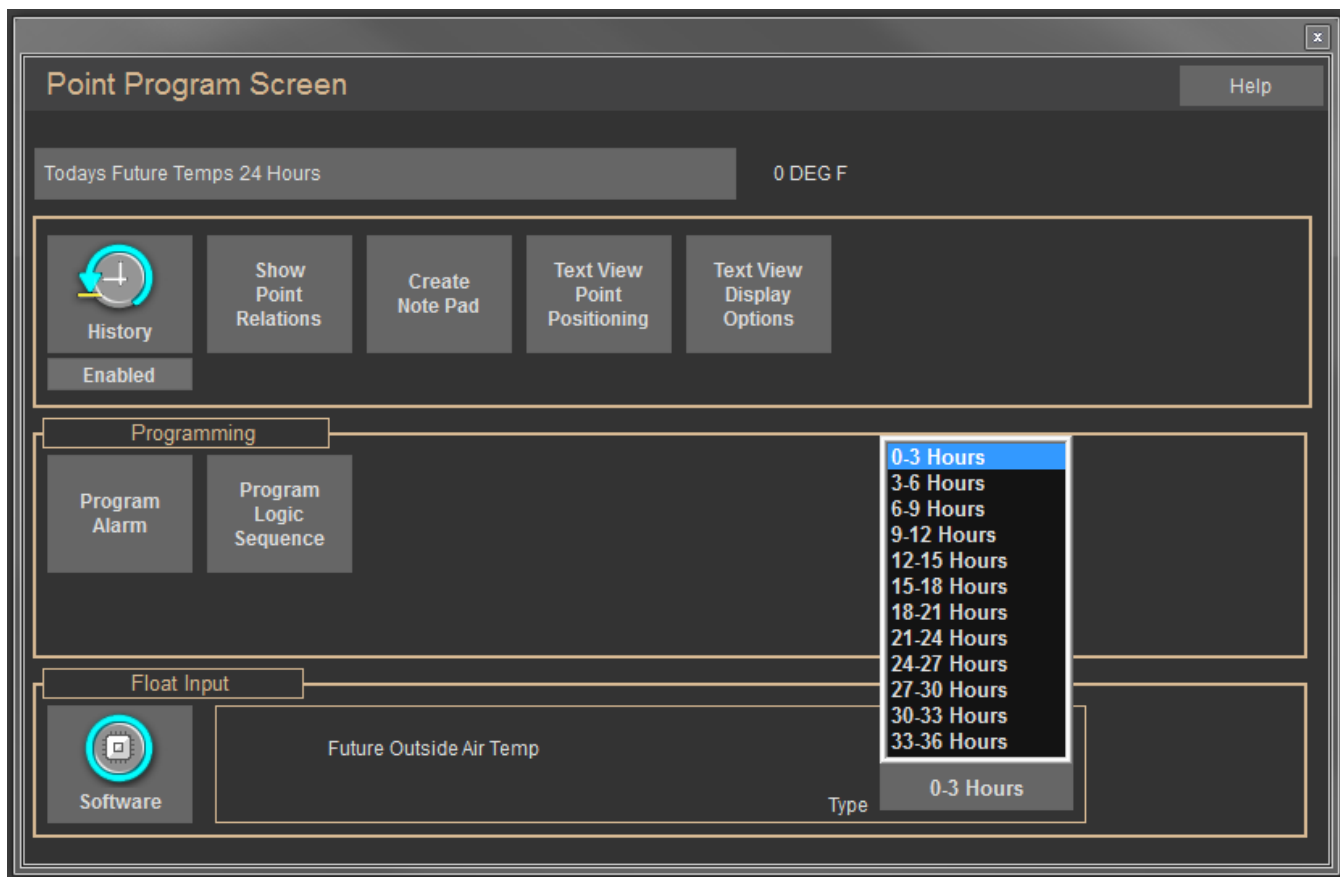 x
Point Program Screen
Help
Todays Future Temps 24 Hours
0 DEG F
History
Enabled
Show
Point
Relations
Create
Note Pad
Text View
Point
Positioning
Text View
Display
Options
Programming
Program
Alarm
Program
Logic
Sequence
0-3 Hours
3-6 Hours
6-9 Hours
9-12 Hours
12-15 Hours
15-18 Hours
18-21 Hours
21-24 Hours
24-27 Hours
27-30 Hours
30-33 Hours
33-36 Hours
Float Input
Software
Future Outside Air Temp
Type
0-3 Hours